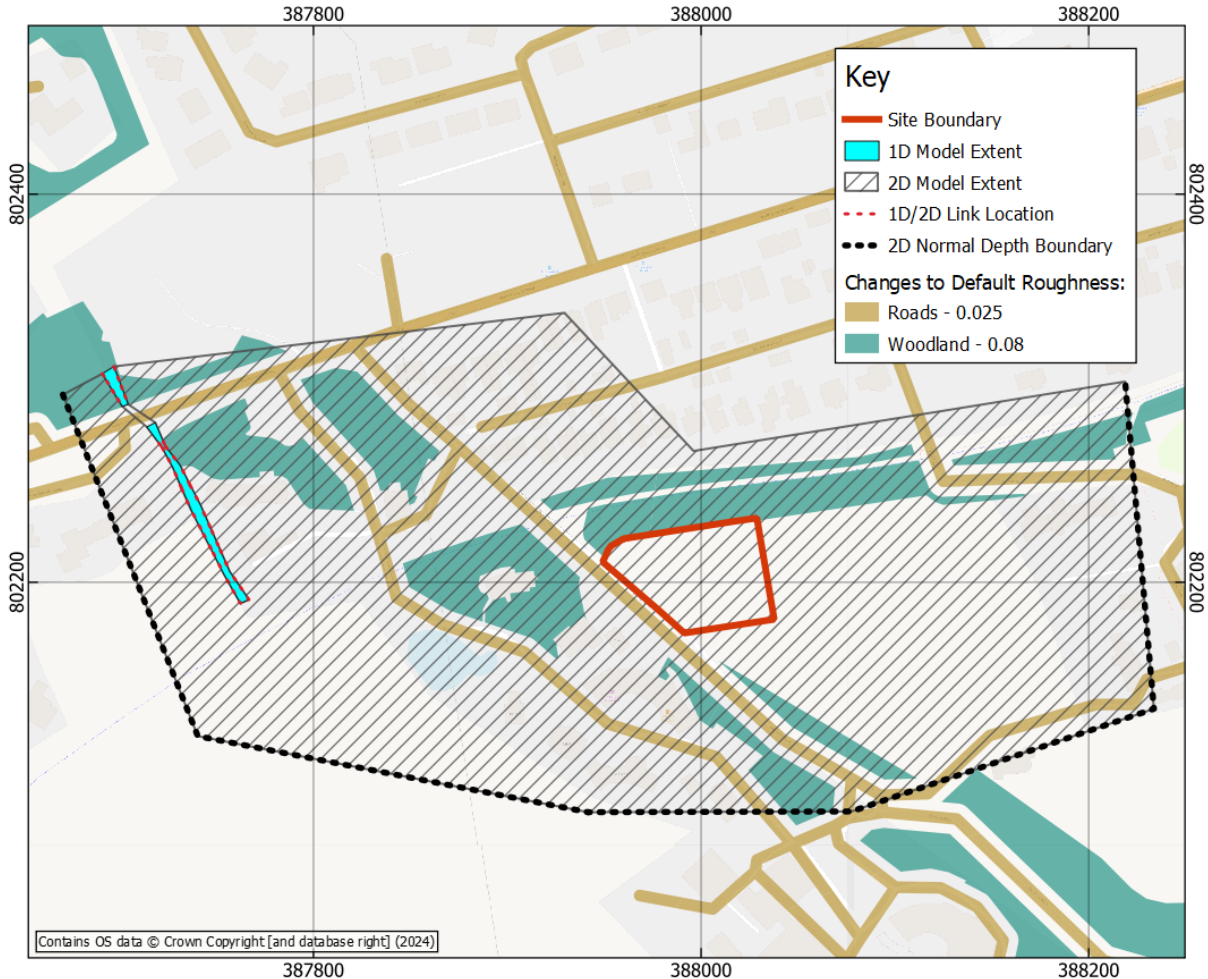 387800 388000 388200
Key
Site Boundary
1D Model Extent
2D Model Extent
1D/2D Link Location
2D Normal Depth Boundary
Changes to Default Roughness:
Roads - 0.025
Woodland - 0.08
802400 802400
802200 802200
Contains OS data © Crown Copyright [and database right] (2024)
387800 388000 388200